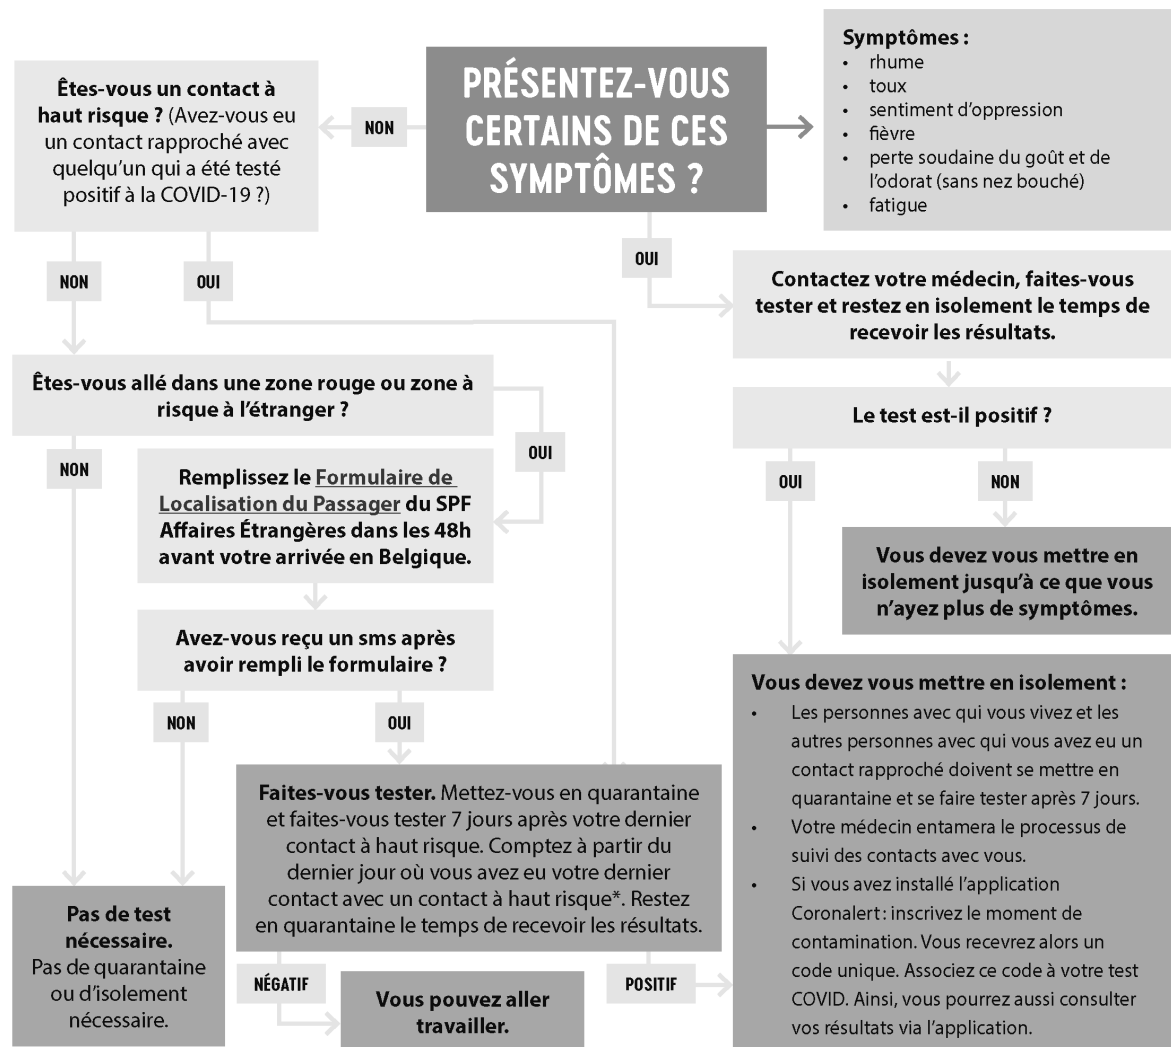 PRÉSENTEZ-VOUS
CERTAINS DE CES
SYMPTÔMES ?
Symptômes :
• rhume
• toux
• sentiment d’oppression
• fièvre
• perte soudaine du goût et de
l’odorat (sans nez bouché)
• fatigue
NON
Êtes-vous un contact à
haut risque ? (Avez-vous eu
un contact rapproché avec
quelqu’un qui a été testé
positif à la COVID-19 ?)
OUI
Contactez votre médecin, faites-vous
tester et restez en isolement le temps de
recevoir les résultats.
Le test est-il positif ?
OUI
NON
Vous devez vous mettre en
isolement jusqu’à ce que vous
n’ayez plus de symptômes.
Vous devez vous mettre en isolement :
• Les personnes avec qui vous vivez et les
autres personnes avec qui vous avez eu un
contact rapproché doivent se mettre en
quarantaine et se faire tester après 7 jours.
• Votre médecin entamera le processus de
suivi des contacts avec vous.
• Si vous avez installé l’application
Coronalert : inscrivez le moment de
contamination. Vous recevrez alors un
code unique. Associez ce code à votre test
COVID. Ainsi, vous pourrez aussi consulter
vos résultats via l’application.
NON
OUI
Êtes-vous allé dans une zone rouge ou zone à
risque à l’étranger ?
NON
OUI
Remplissez le Formulaire de
Localisation du Passager du SPF
Affaires Étrangères dans les 48h
avant votre arrivée en Belgique.
Avez-vous reçu un sms après
avoir rempli le formulaire ?
NON
OUI
Faites-vous tester. Mettez-vous en quarantaine
et faites-vous tester 7 jours après votre dernier
contact à haut risque. Comptez à partir du
dernier jour où vous avez eu votre dernier
contact avec un contact à haut risque*. Restez
en quarantaine le temps de recevoir les résultats.
Pas de test
nécessaire.
Pas de quarantaine
ou d’isolement
nécessaire.
NÉGATIF
Vous pouvez aller
travailler.
POSITIF